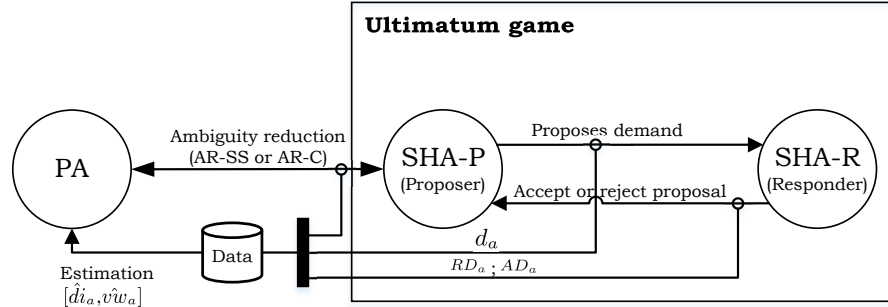 Ultimatum game
Ambiguity reduction
(AR-SS or AR-C)
PA
SHA-P
(Proposer)
Proposes demand
SHA-R
(Responder)
Accept or reject proposal
Data
d_a
RD_a ; AD_a
Estimation
[d̂i_a,vŵ_a]